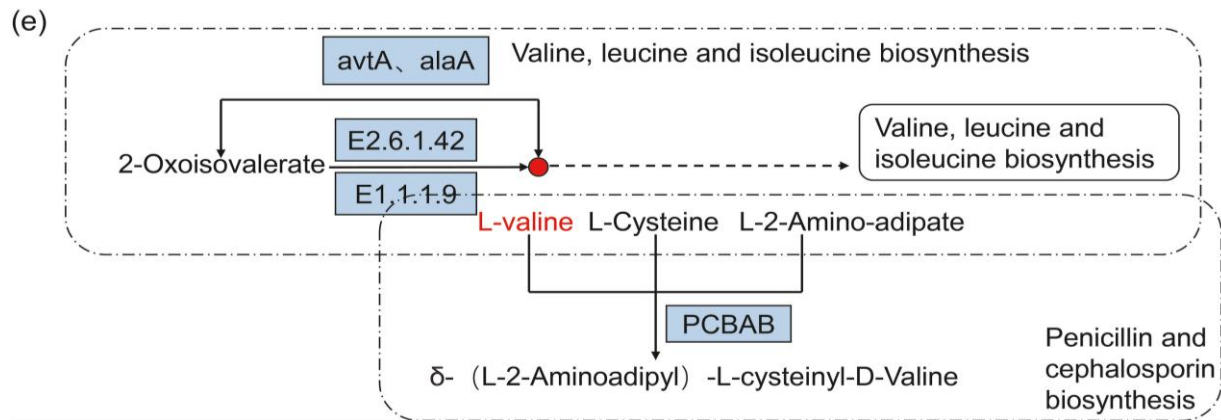 (e)
avtA、alaA
Valine, leucine and isoleucine biosynthesis
E2.6.1.42
2-Oxoisovalerate
Valine, leucine and
isoleucine biosynthesis
E1.1.1.9
L-valine L-Cysteine L-2-Amino-adipate
PCBAB
Penicillin and
cephalosporin
biosynthesis
δ-（L-2-Aminoadipyl）-L-cysteinyl-D-Valine